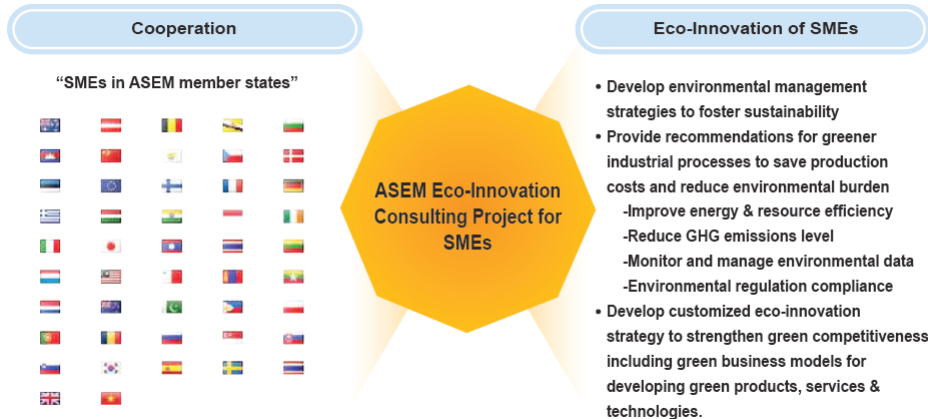 Cooperation
“SMEs in ASEM member states”
ASEM Eco-Innovation
Consulting Project for
SMEs
Eco-Innovation of SMEs
• Develop environmental management
strategies to foster sustainability
• Provide recommendations for greener
industrial processes to save production
costs and reduce environmental burden
-Improve energy & resource efficiency
-Reduce GHG emissions level
-Monitor and manage environmental data
-Environmental regulation compliance
• Develop customized eco-innovation
strategy to strengthen green competitiveness
including green business models for
developing green products, services &
technologies.